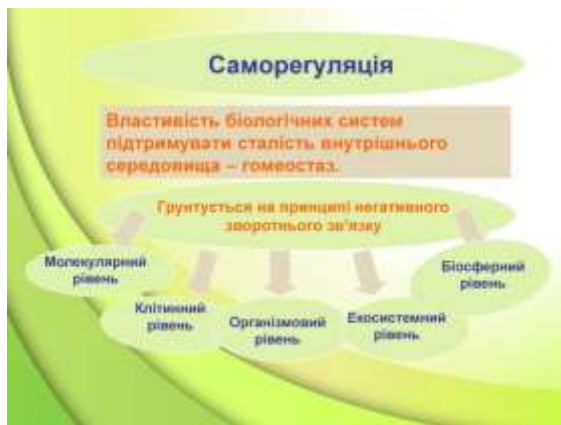 Саморегуляція
Властивість біологічних систем
підтримувати сталість внутрішнього
середовища – гомеостаз.
Грунтується на принципі негативного
зворотнього зв'язку
Молекулярний
рівень
Клітинний
рівень
Організмовий
рівень
Екосистемний
рівень
Біосферний
рівень